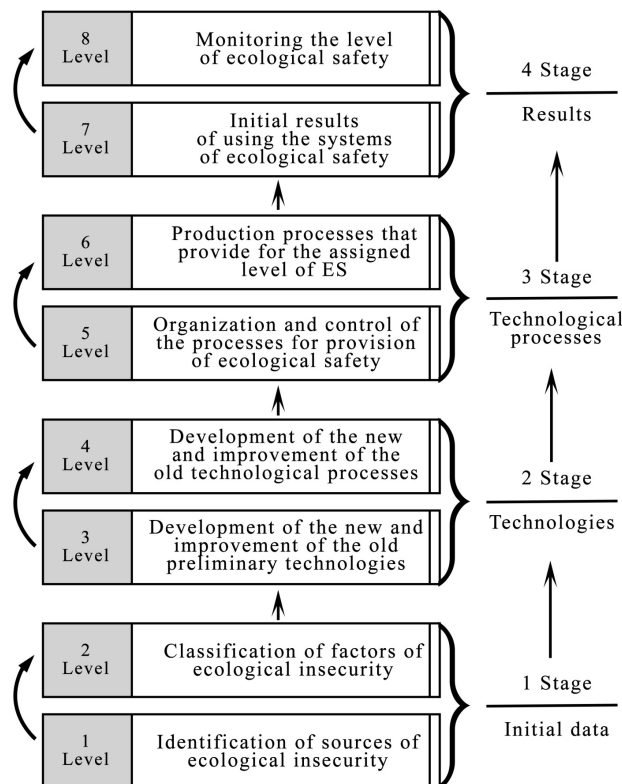 8
Level
Monitoring the level
of ecological safety
4 Stage
Results
7
Level
Initial results
of using the systems
of ecological safety
6
Level
Production processes that
provide for the assigned
level of ES
3 Stage
Technological
processes
5
Level
Organization and control of
the processes for provision
of ecological safety
4
Level
Development of the new
and improvement of the
old technological processes
2 Stage
Technologies
3
Level
Development of the new and
improvement of the old
preliminary technologies
2
Level
Classification of factors of
ecological insecurity
1 Stage
Initial data
1
Level
Identification of sources of
ecological insecurity